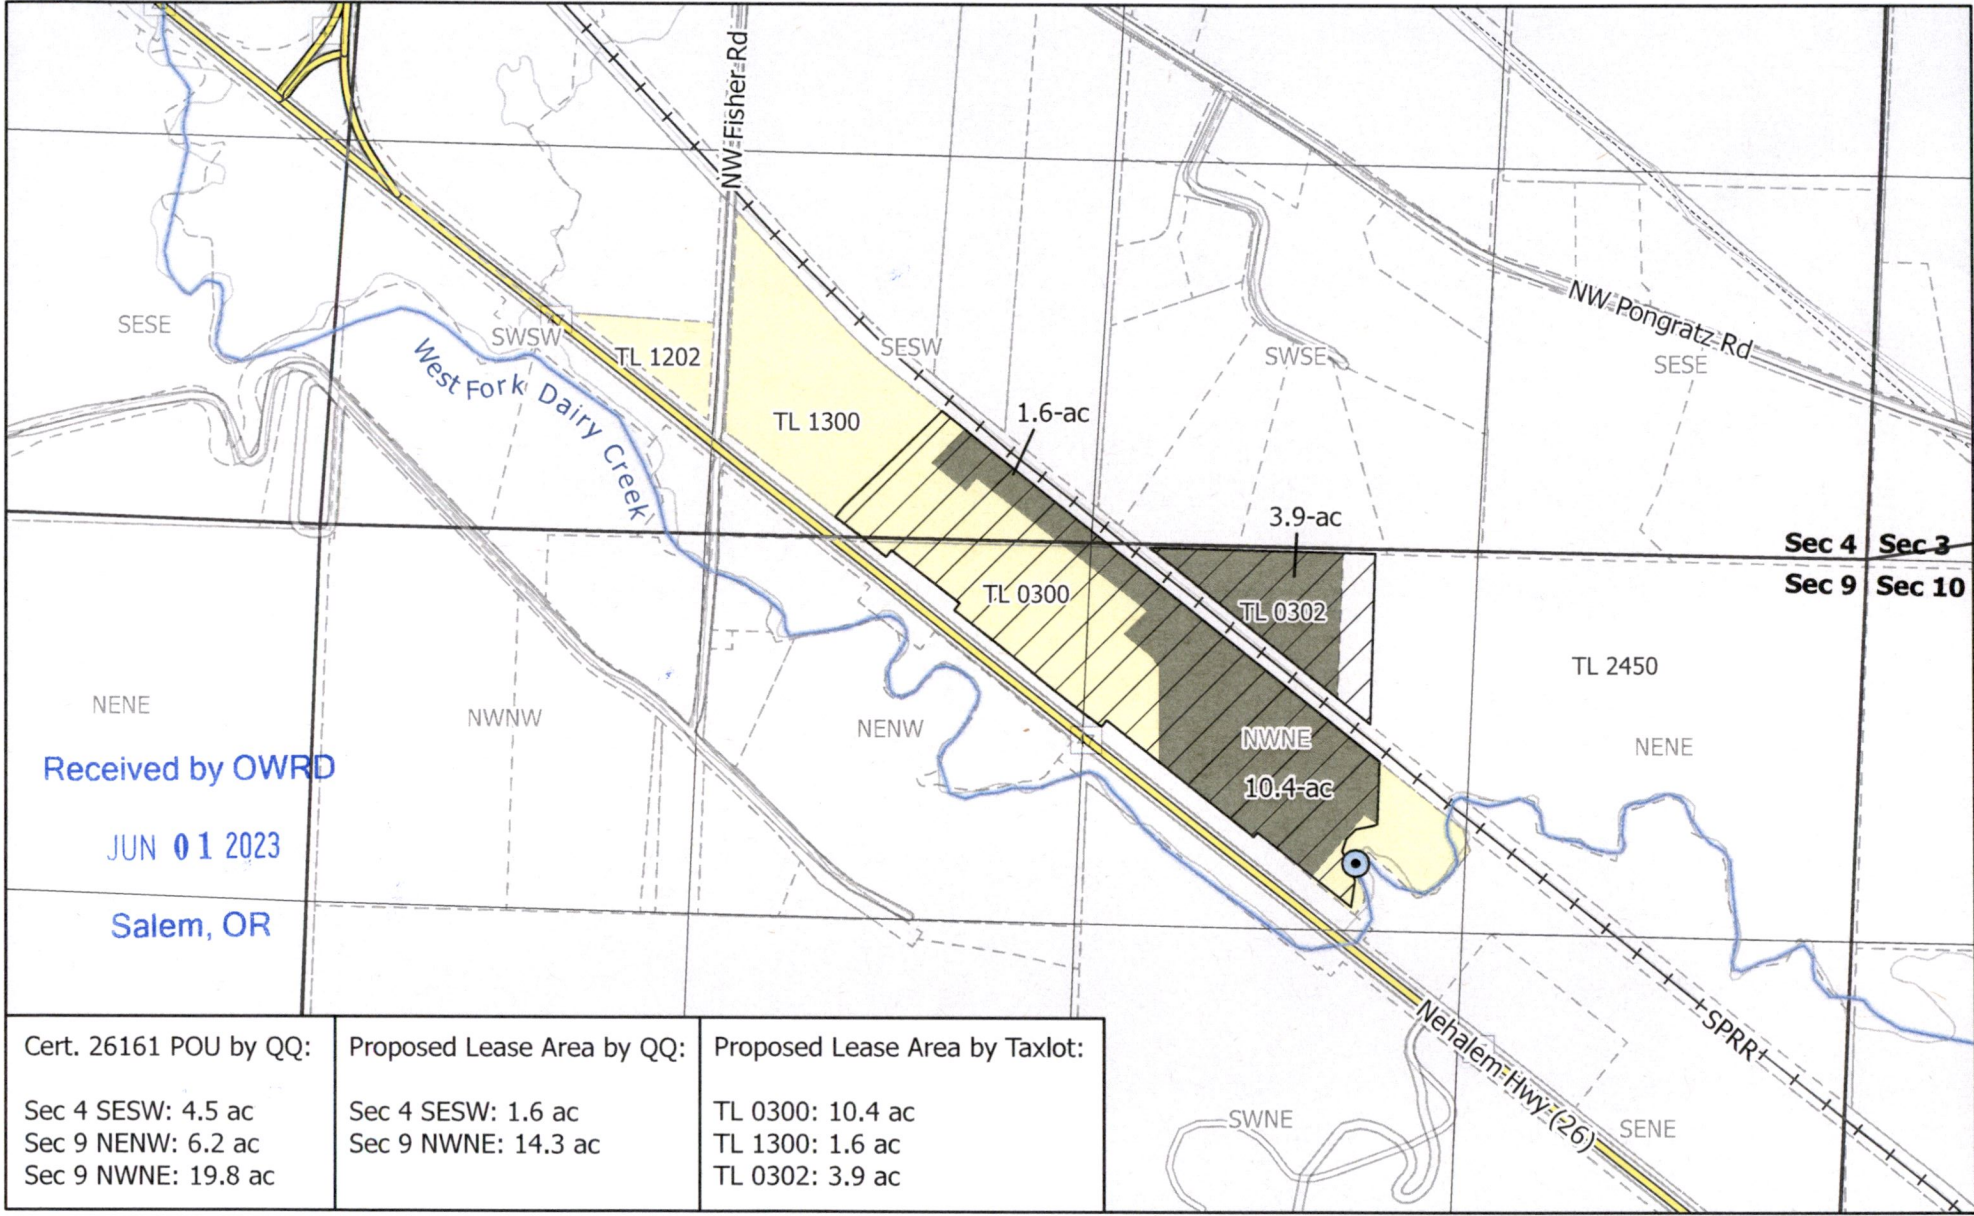 NW Fisher Rd
NW Pongratz Rd
SESE
SWSW
SESW
SWSE
SESE
TL 1202
West Fork Dairy Creek
TL 1300
1.6-ac
3.9-ac
Sec 4 Sec 3
Sec 9 Sec 10
TL 0300
TL 0302
TL 2450
NENE
NWNW
NENW
NWNE
NENE
10.4-ac
Received by OWRD
JUN 01 2023
Salem, OR
SPRR
Nehalem Hwy (26)
SWNE
SENE
Cert. 26161 POU by QQ:
Sec 4 SESW: 4.5 ac
Sec 9 NENW: 6.2 ac
Sec 9 NWNE: 19.8 ac
Proposed Lease Area by QQ:
Sec 4 SESW: 1.6 ac
Sec 9 NWNE: 14.3 ac
Proposed Lease Area by Taxlot:
TL 0300: 10.4 ac
TL 1300: 1.6 ac
TL 0302: 3.9 ac